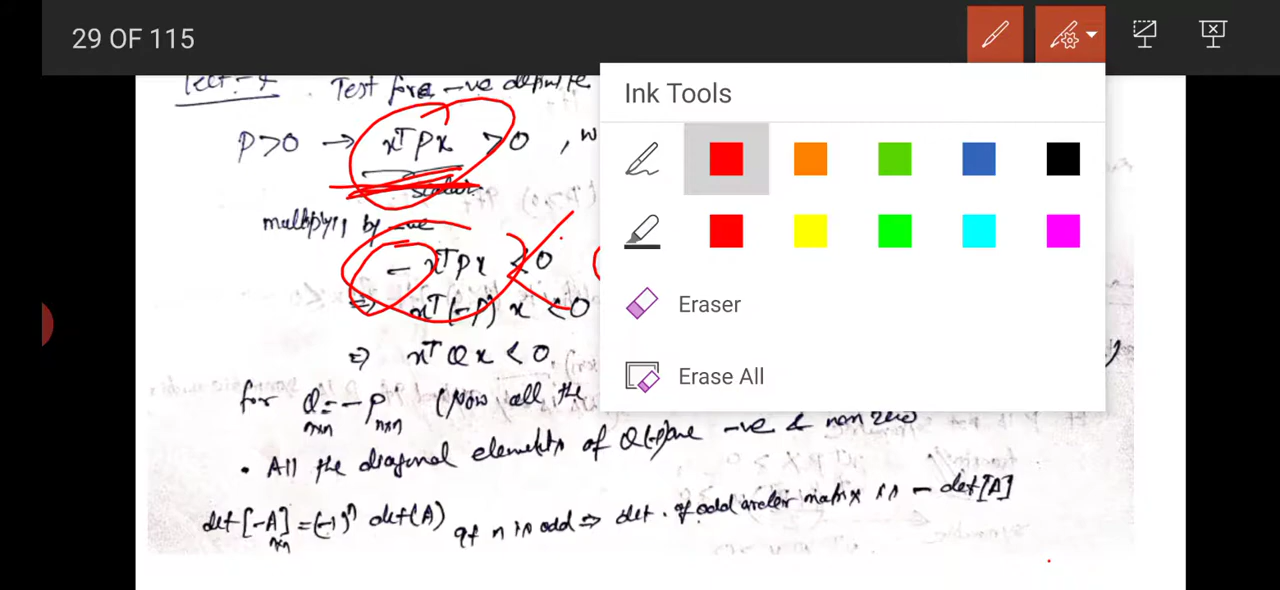 29 OF 115
Ink Tools
Eraser
Erase All
Test for -ve definite
P>0 → xᵀPx >0 , w
scalar
multiplying by -ve
- xᵀPx < 0
⇒ xᵀ(-P) x < 0
⇒ xᵀQx < 0.
for Q = - P (Now all the
n×n n×n
• All the diagonal elements of Q(-P) are -ve & non zero
det [-A] = (-1)ⁿ det(A) If n is odd ⇒ det. of odd order matrix is - det[A]
n×n